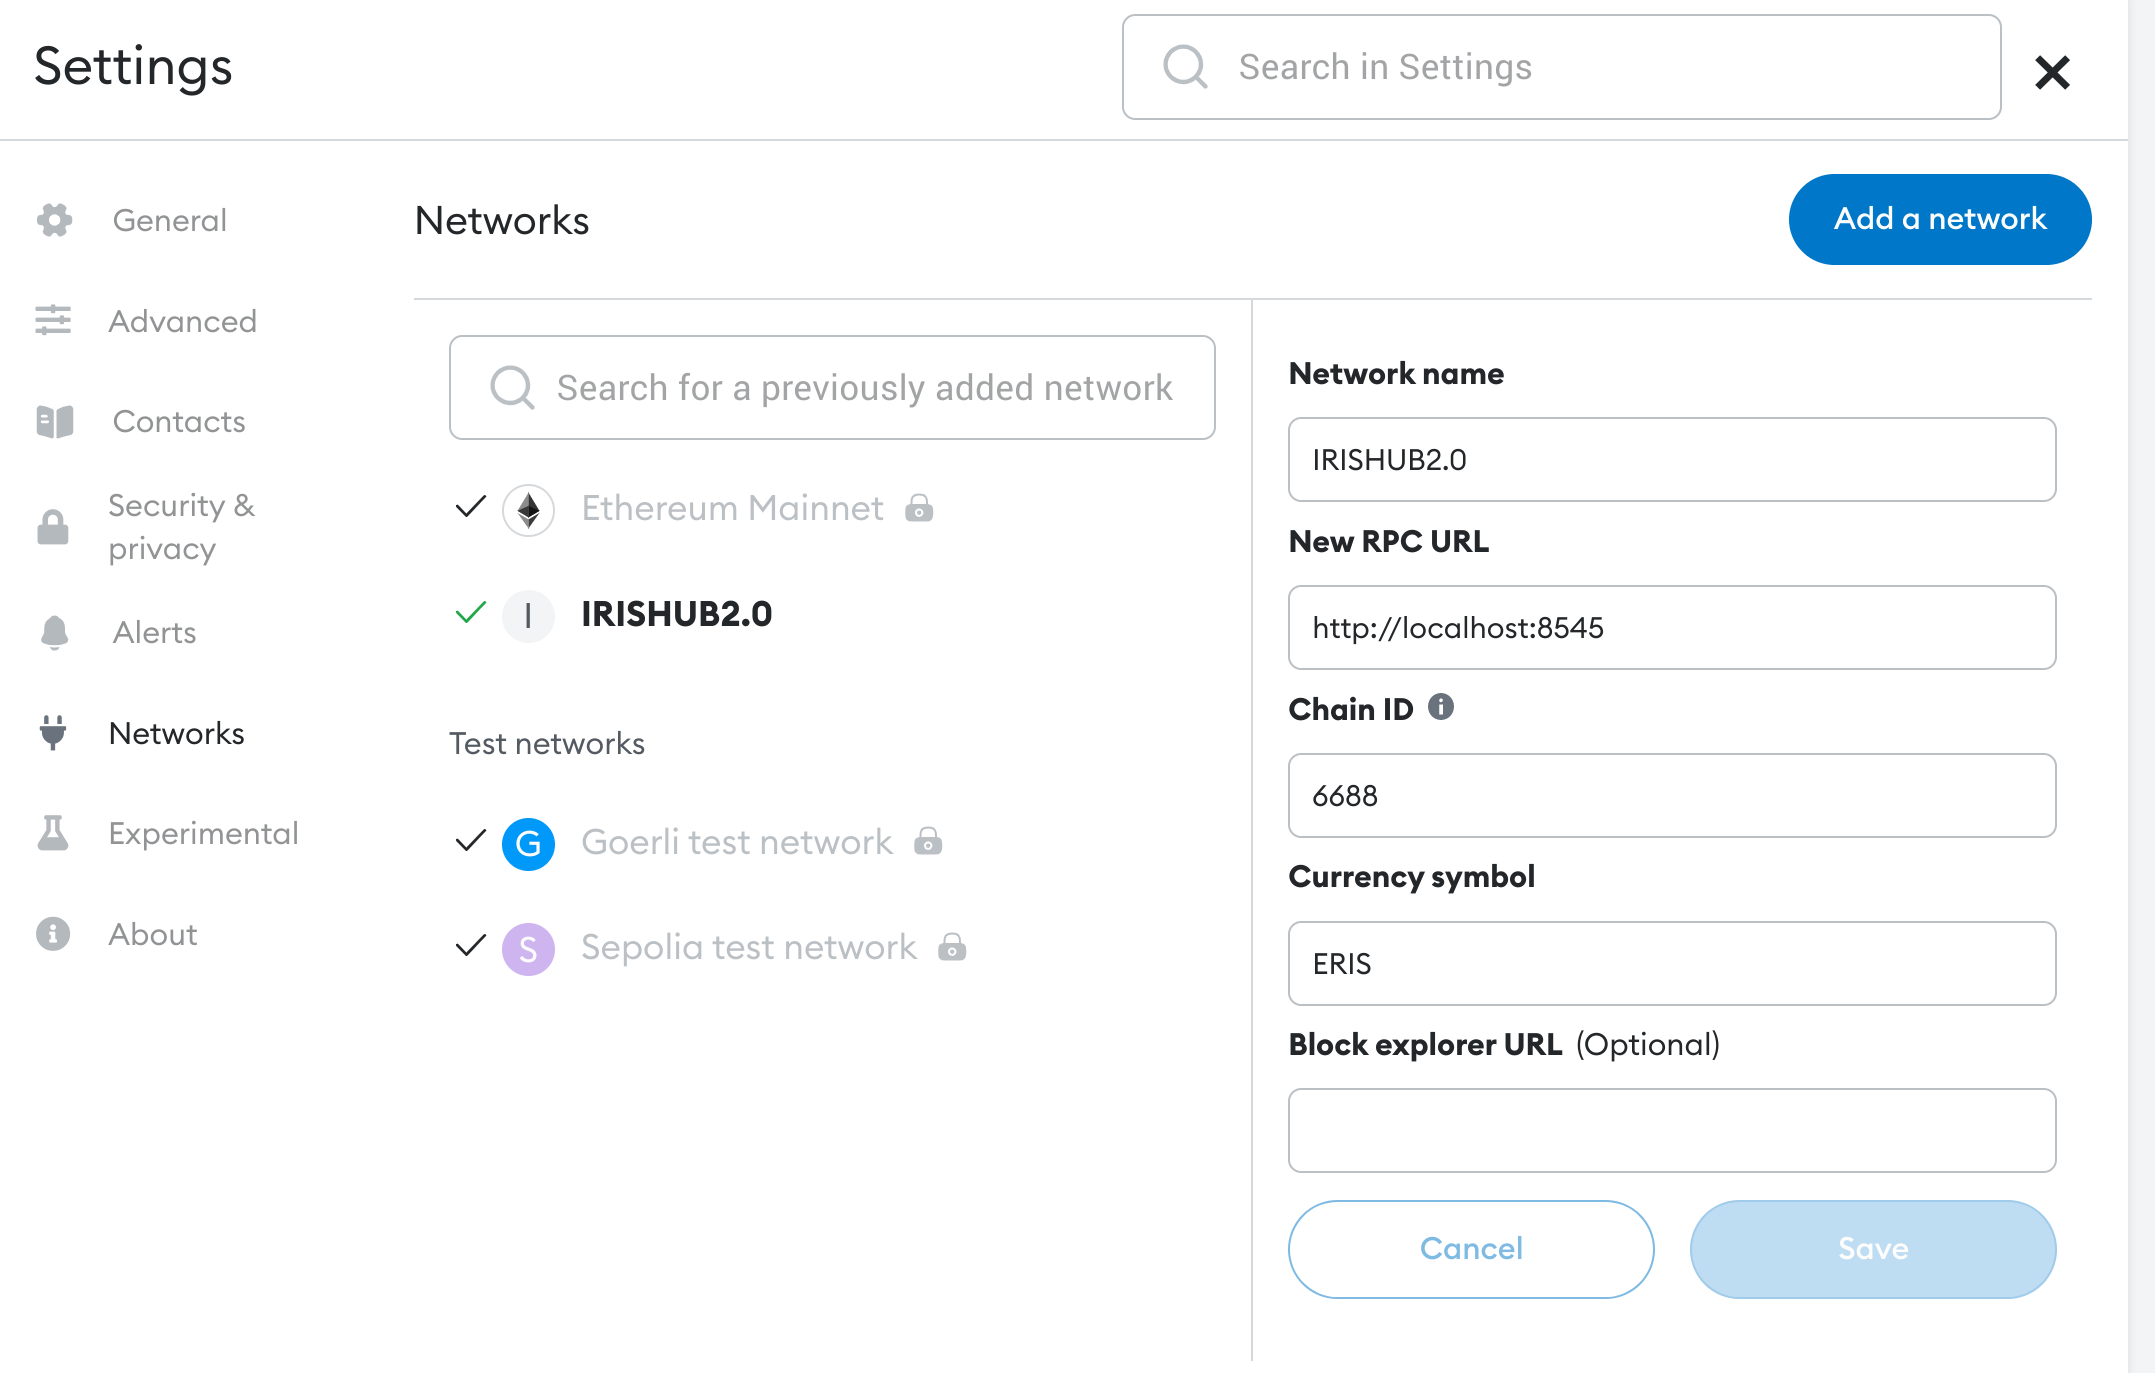 Settings
Search in Settings
General
Advanced
Contacts
Security &
privacy
Alerts
Networks
Experimental
About
Networks
Add a network
Search for a previously added network
Ethereum Mainnet
I
IRISHUB2.0
Test networks
G
Goerli test network
S
Sepolia test network
Network name
IRISHUB2.0
New RPC URL
http://localhost:8545
Chain ID
6688
Currency symbol
ERIS
Block explorer URL (Optional)
Cancel
Save